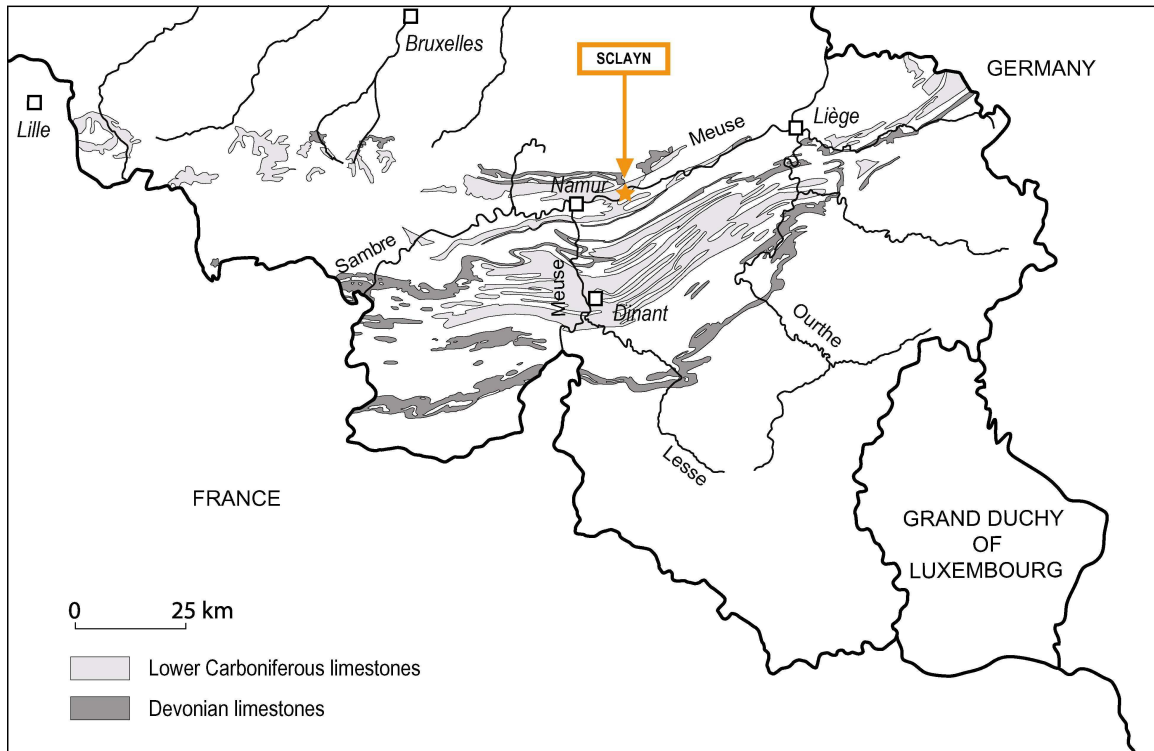 Bruxelles
SCLAYN
GERMANY
Lille
Liège
Meuse
Namur
Sambre
Meuse
Dinant
Ourthe
Lesse
FRANCE
GRAND DUCHY
OF
LUXEMBOURG
0 25 km
Lower Carboniferous limestones
Devonian limestones